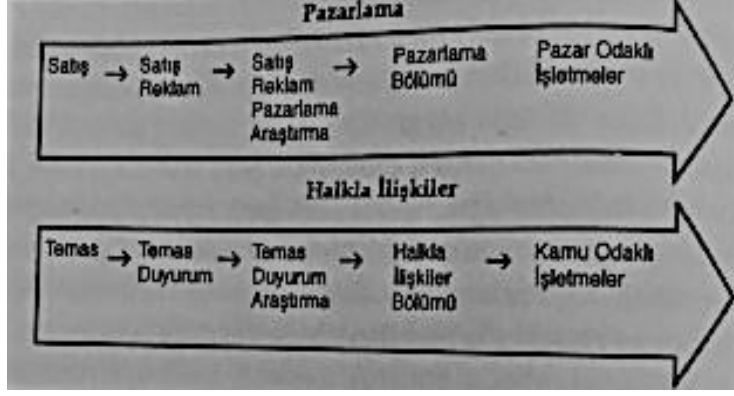 Pazarlama
Satış → Satış → Satış → Pazarlama Pazar Odaklı
Reklam Reklam Bölümü İşletmeler
Pazarlama
Araştırma
Halkla İlişkiler
Temas → Temas → Temas → Halkla → Kamu Odaklı
Duyurum Duyurum İlişkiler İşletmeler
Araştırma Bölümü